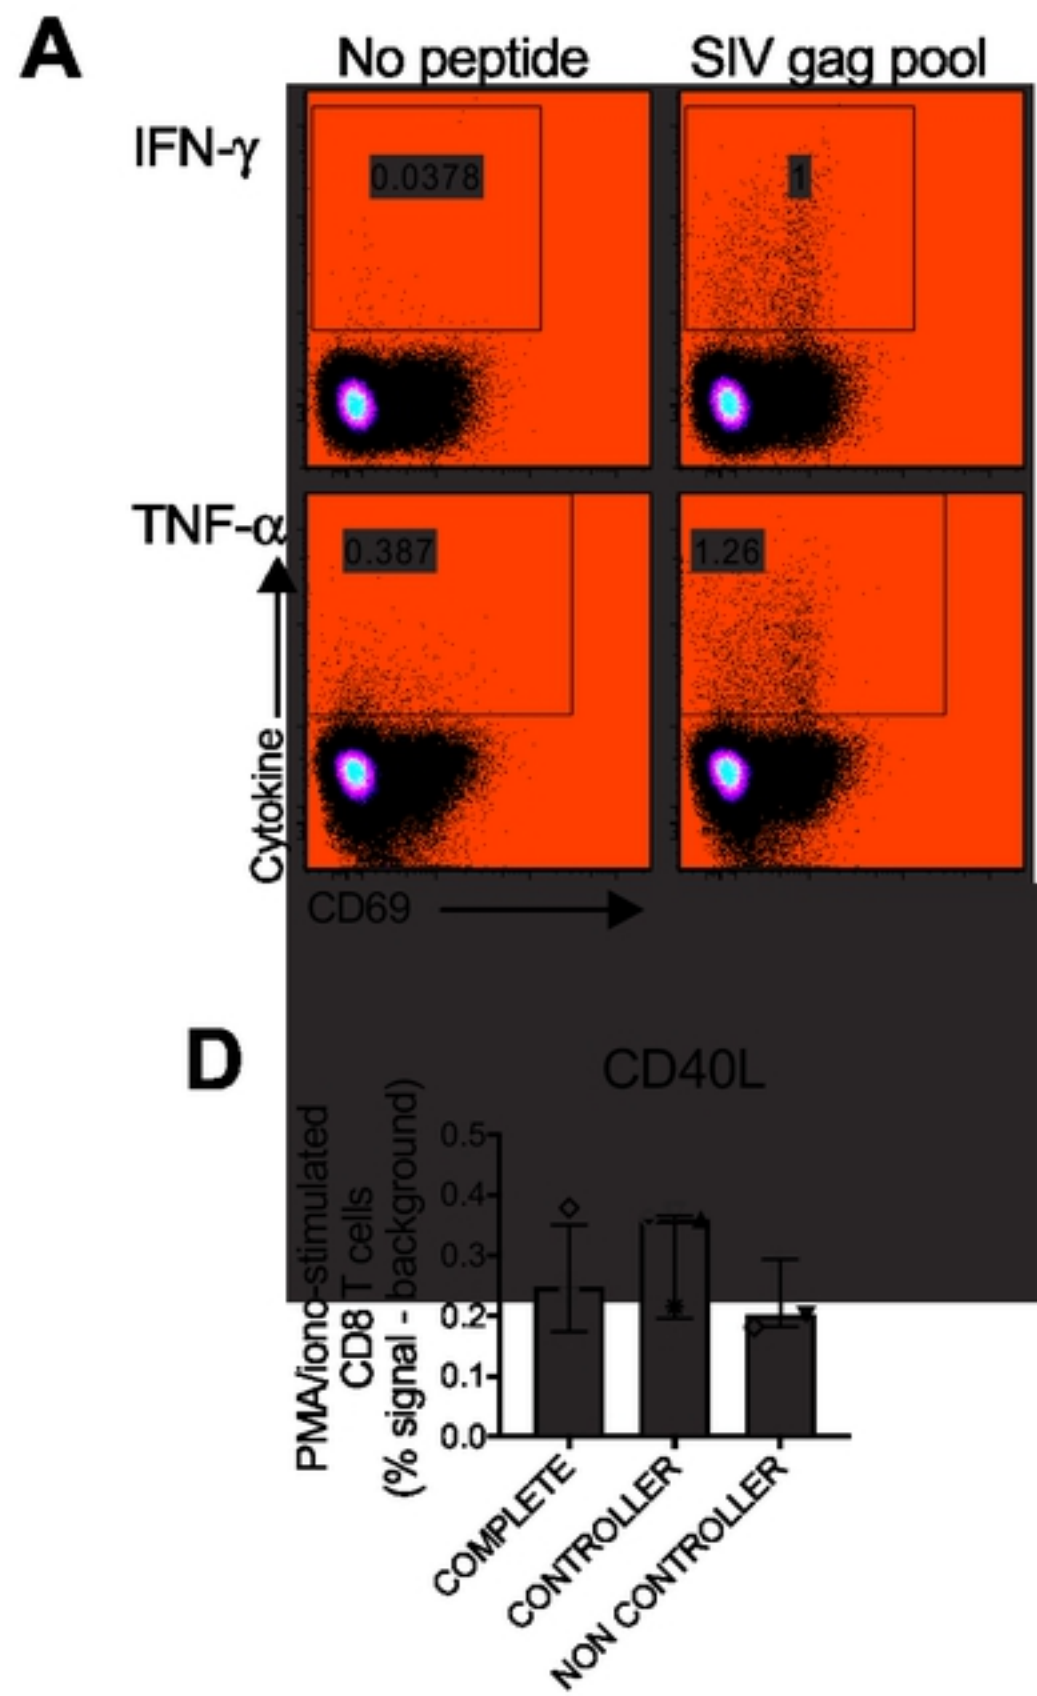 A
No peptide
SIV gag pool
IFN-γ
0.0378
1
TNF-α
0.387
1.26
Cytokine
CD69
D
CD40L
PMA/iono-stimulated
CD8 T cells
(% signal - background)
0.5
0.4
0.3
0.2
0.1
0.0
COMPLETE
CONTROLLER
NON CONTROLLER